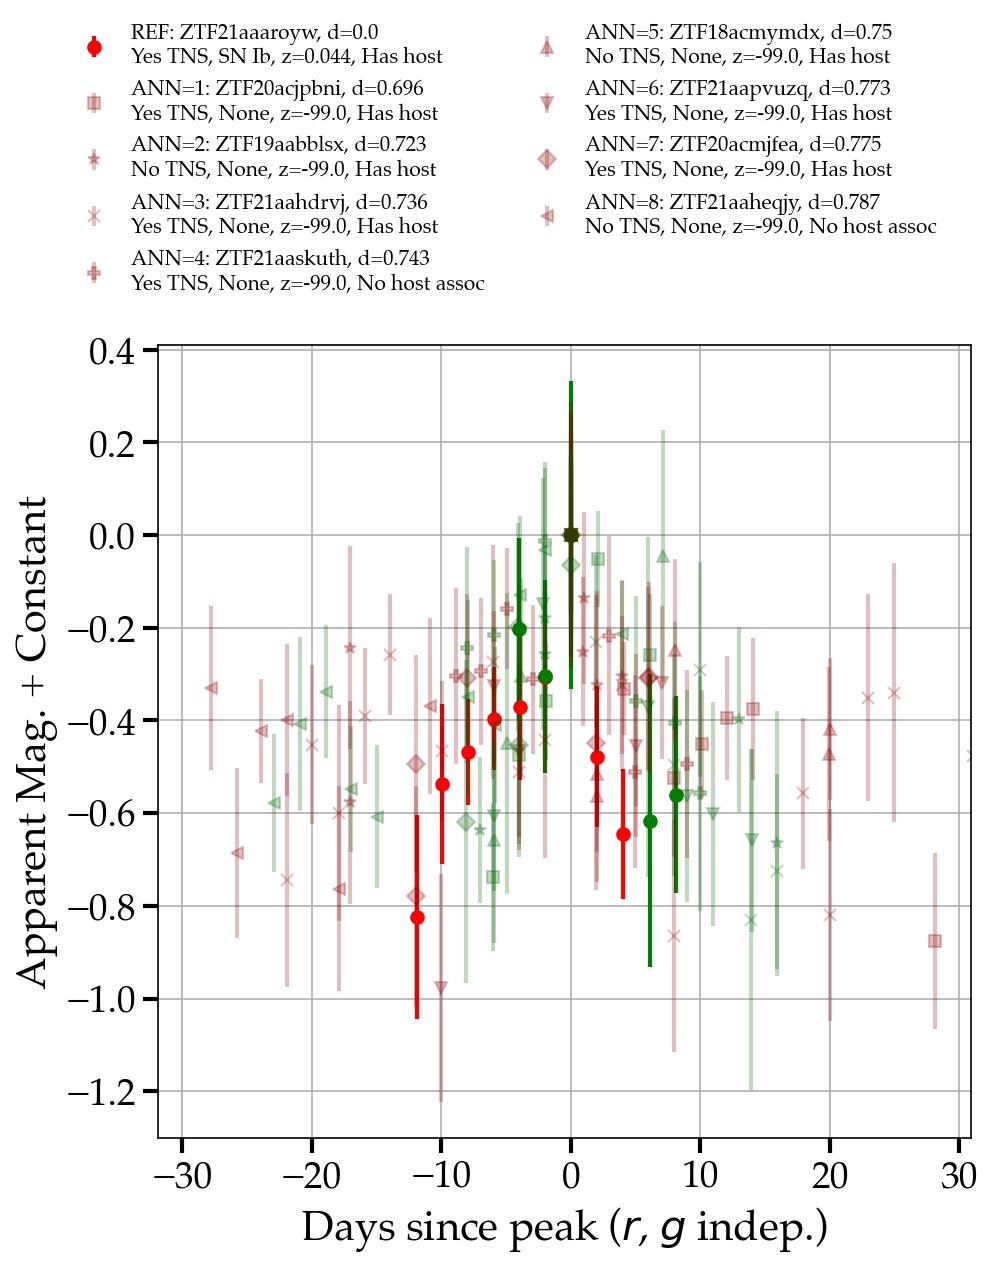 REF: ZTF21aaaroyw, d=0.0
Yes TNS, SN Ib, z=0.044, Has host
ANN=1: ZTF20acjpbni, d=0.696
Yes TNS, None, z=-99.0, Has host
ANN=2: ZTF19aabblsx, d=0.723
No TNS, None, z=-99.0, Has host
ANN=3: ZTF21aahdrvj, d=0.736
Yes TNS, None, z=-99.0, Has host
ANN=4: ZTF21aaskuth, d=0.743
Yes TNS, None, z=-99.0, No host assoc
ANN=5: ZTF18acmymdx, d=0.75
No TNS, None, z=-99.0, Has host
ANN=6: ZTF21aapvuzq, d=0.773
Yes TNS, None, z=-99.0, Has host
ANN=7: ZTF20acmjfea, d=0.775
Yes TNS, None, z=-99.0, Has host
ANN=8: ZTF21aaheqjy, d=0.787
No TNS, None, z=-99.0, No host assoc
Apparent Mag. + Constant
0.4
0.2
0.0
−0.2
−0.4
−0.6
−0.8
−1.0
−1.2
−30
−20
−10
0
10
20
30
Days since peak (r, g indep.)